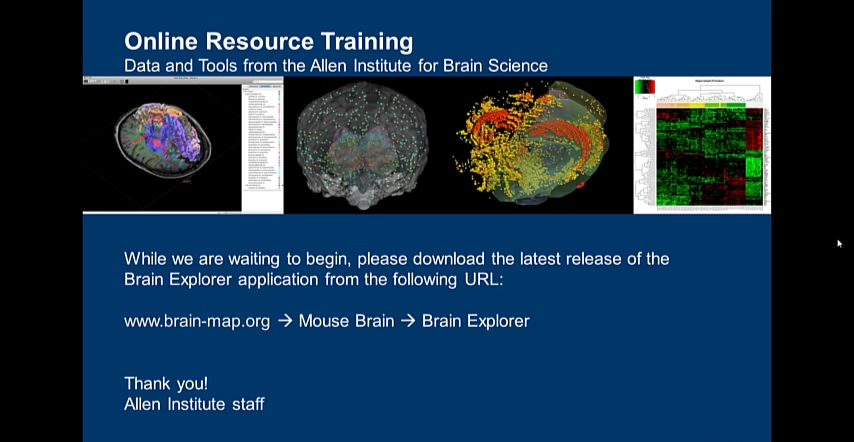 Online Resource Training
Data and Tools from the Allen Institute for Brain Science
While we are waiting to begin, please download the latest release of the
Brain Explorer application from the following URL:
www.brain-map.org → Mouse Brain → Brain Explorer
Thank you!
Allen Institute staff